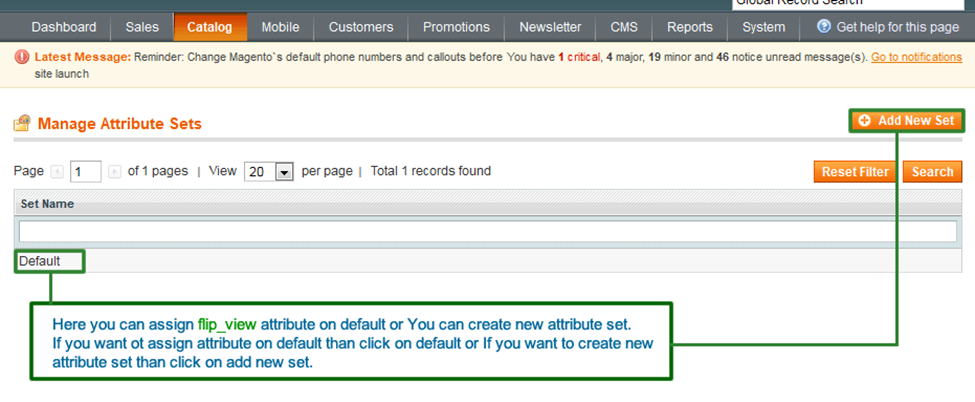 Global Record Search
Dashboard Sales Catalog Mobile Customers Promotions Newsletter CMS Reports System Get help for this page
Latest Message: Reminder: Change Magento`s default phone numbers and callouts before You have 1 critical, 4 major, 19 minor and 46 notice unread message(s). Go to notifications
site launch
Manage Attribute Sets Add New Set
Page 1 of 1 pages | View 20 per page | Total 1 records found Reset Filter Search
Set Name
Default
Here you can assign flip_view attribute on default or You can create new attribute set.
If you want ot assign attribute on default than click on default or If you want to create new
attribute set than click on add new set.